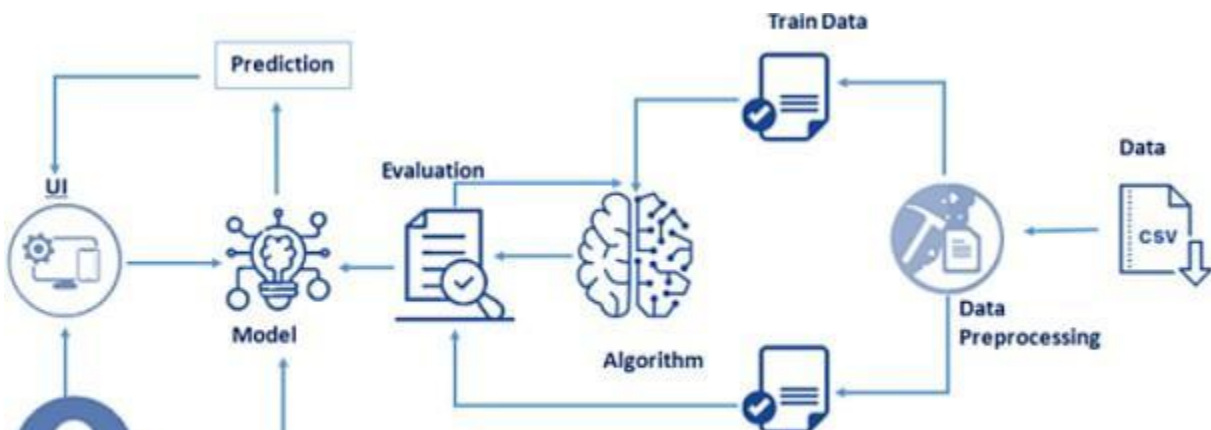 Train Data
Prediction
Data
Evaluation
UI
CSV
Model
Data
Preprocessing
Algorithm